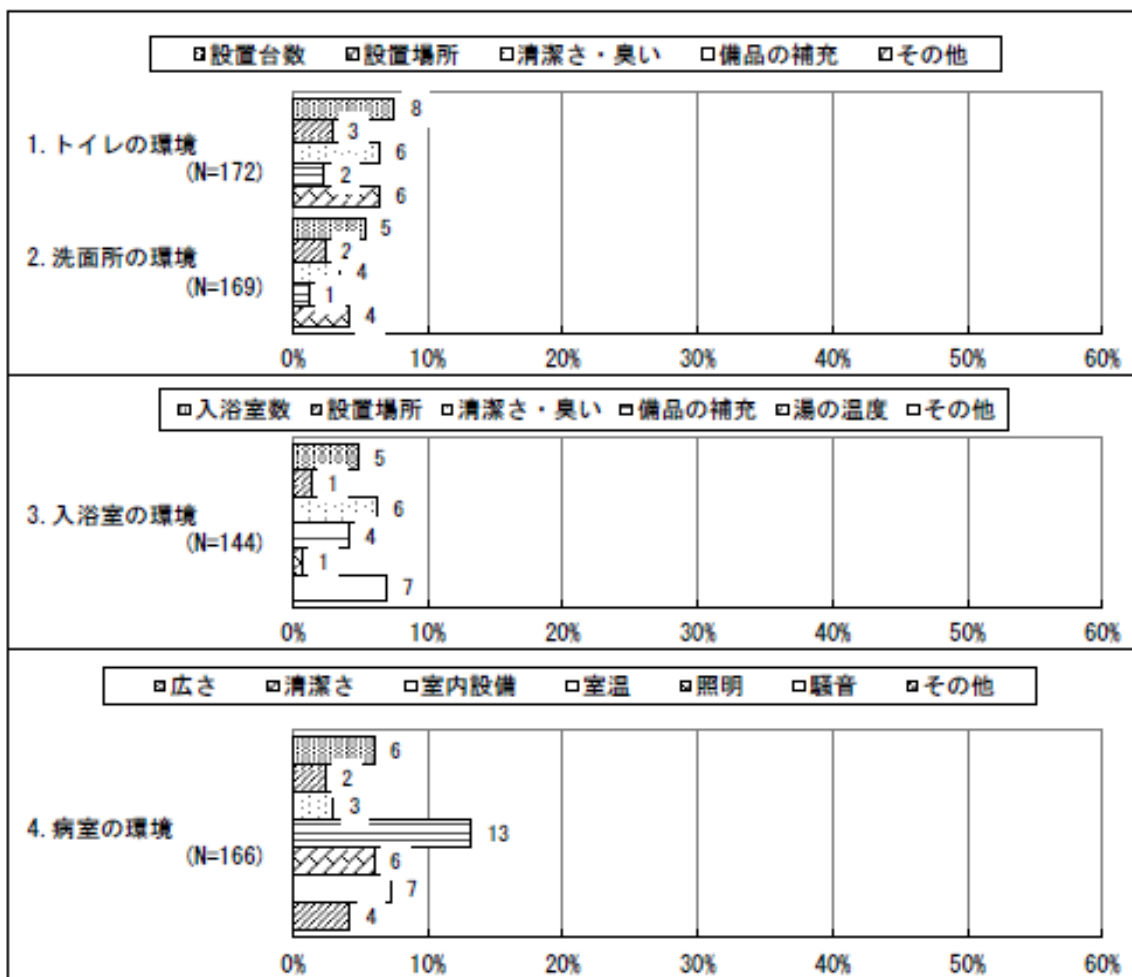 設置台数 設置場所 清潔さ・臭い 備品の補充 その他
1. トイレの環境
(N=172)
8
3
6
2
6
2. 洗面所の環境
(N=169)
5
2
4
1
4
0% 10% 20% 30% 40% 50% 60%
入浴室数 設置場所 清潔さ・臭い 備品の補充 湯の温度 その他
3. 入浴室の環境
(N=144)
5
1
6
4
1
7
0% 10% 20% 30% 40% 50% 60%
広さ 清潔さ 室内設備 室温 照明 騒音 その他
4. 病室の環境
(N=166)
6
2
3
13
6
7
4
0% 10% 20% 30% 40% 50% 60%